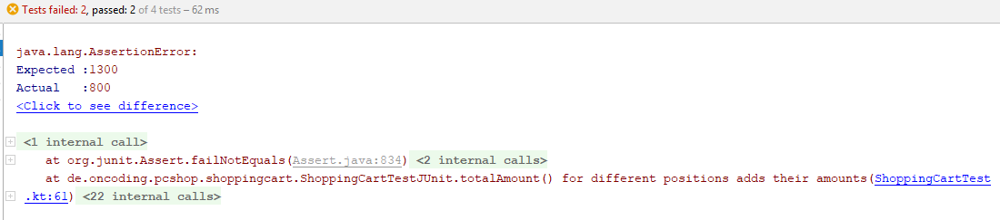 Tests failed: 2, passed: 2 of 4 tests – 62 ms
java.lang.AssertionError:
Expected :1300
Actual   :800
<Click to see difference>
<1 internal call>
at org.junit.Assert.failNotEquals(Assert.java:834) <2 internal calls>
at de.oncoding.pcshop.shoppingcart.ShoppingCartTestJUnit.totalAmount() for different positions adds their amounts(ShoppingCartTest
.kt:61) <22 internal calls>